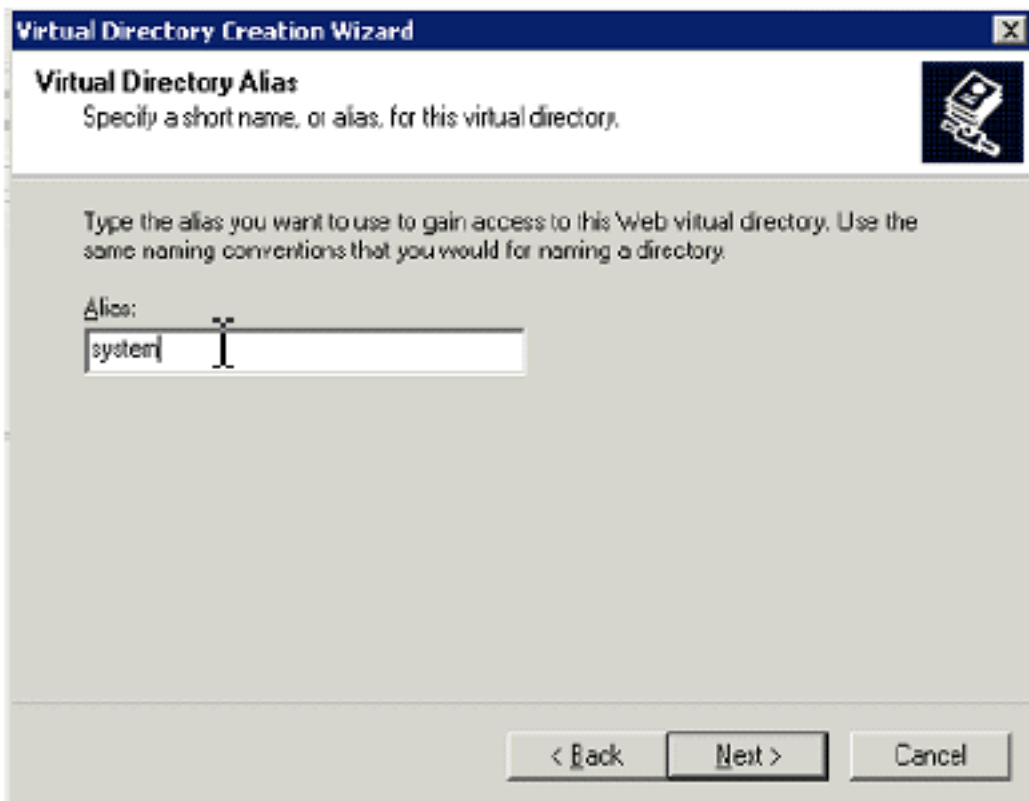 Virtual Directory Creation Wizard
Virtual Directory Alias
Specify a short name, or alias, for this virtual directory.
Type the alias you want to use to gain access to this Web virtual directory. Use the
same naming conventions that you would for naming a directory.
Alias:
system
< Back Next > Cancel